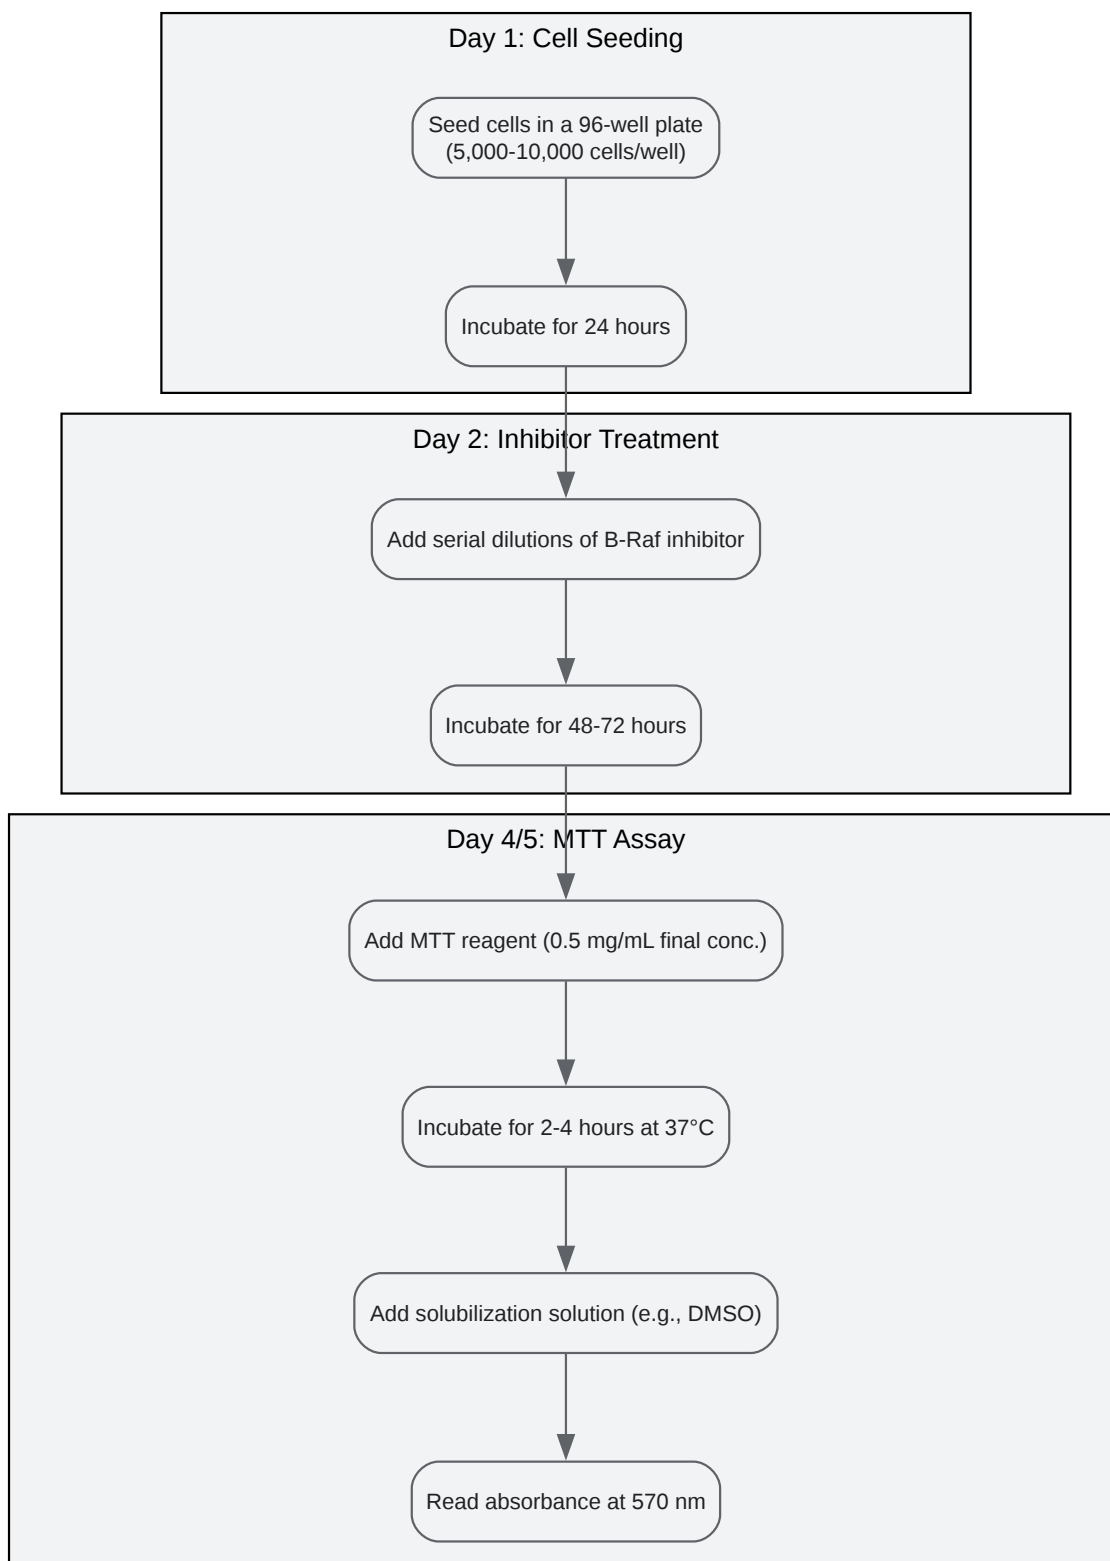 Day 1: Cell Seeding
Seed cells in a 96-well plate
(5,000-10,000 cells/well)
Incubate for 24 hours
Day 2: Inhibitor Treatment
Add serial dilutions of B-Raf inhibitor
Incubate for 48-72 hours
Day 4/5: MTT Assay
Add MTT reagent (0.5 mg/mL final conc.)
Incubate for 2-4 hours at 37°C
Add solubilization solution (e.g., DMSO)
Read absorbance at 570 nm